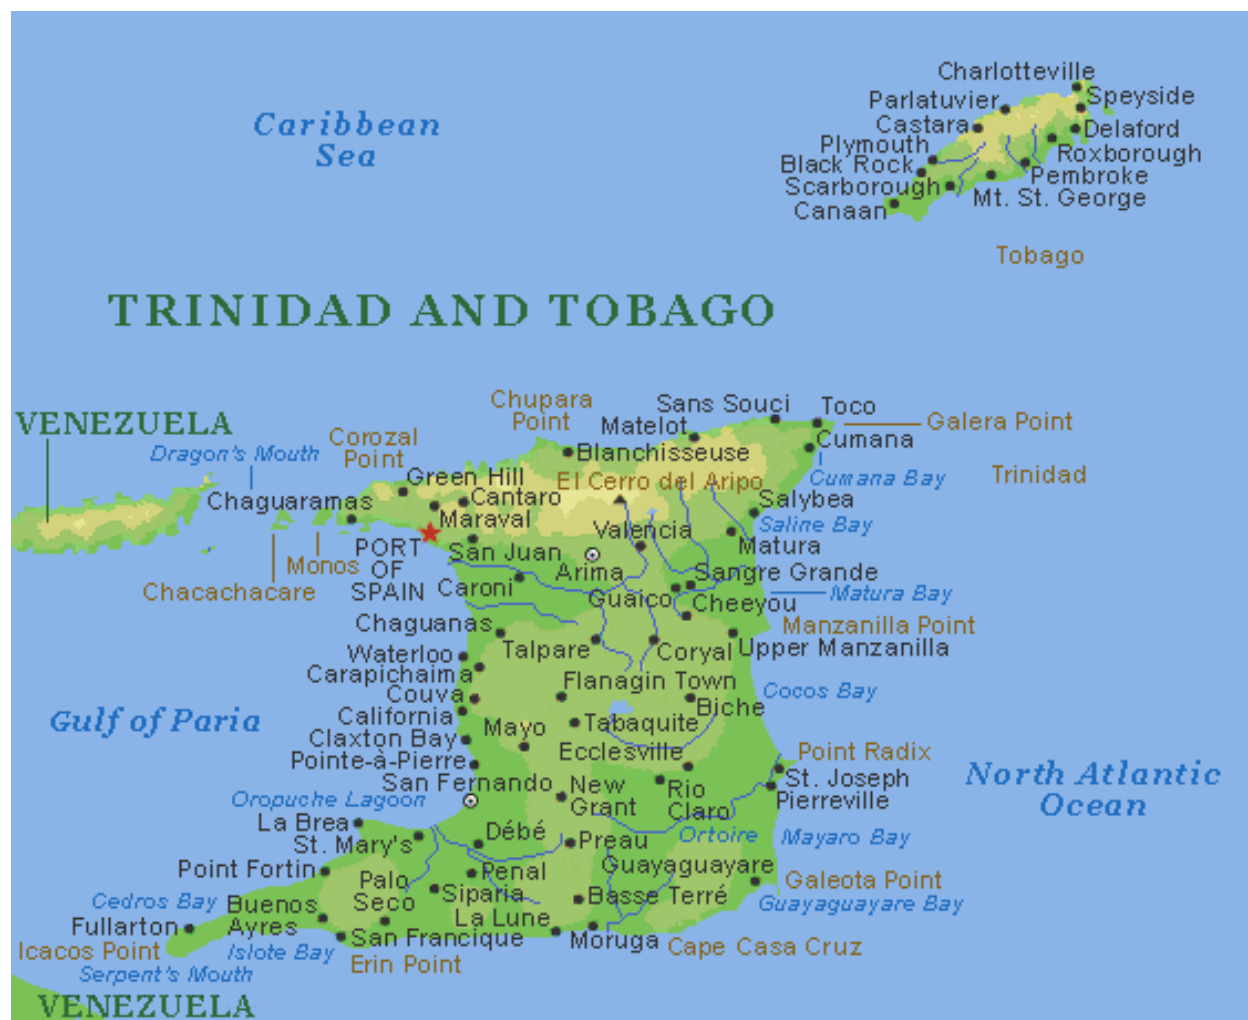 Charlotteville
Parlatuvier
Speyside
Castara
Delaford
Plymouth
Roxborough
Black Rock
Pembroke
Scarborough
Mt. St. George
Canaan
Caribbean
Sea
Tobago
TRINIDAD AND TOBAGO
VENEZUELA
Dragon's Mouth
Corozal
Point
Chupara
Point
Sans Souci
Toco
Galera Point
Matelot
Cumana
Blanchisseuse
Cumana Bay
Trinidad
Green Hill
El Cerro del Aripo
Chaguaramas
Cantaro
Salybea
Maraval
Valencia
Saline Bay
Matura
PORT
OF
SPAIN
San Juan
Arima
Monos
Chacachacare
Caroni
Sangre Grande
Guaico
Cheeyou
Matura Bay
Chaguanas
Manzanilla Point
Talpare
Coryal
Upper Manzanilla
Waterloo
Carapichaima
Flanagin Town
Couva
Biche
Cocos Bay
California
Gulf of Paria
Mayo
Tabaquite
Claxton Bay
Ecclesville
Point Radix
Pointe-à-Pierre
St. Joseph
North Atlantic
Ocean
San Fernando
New
Grant
Rio
Claro
Pierreville
Oropuche Lagoon
La Brea
St. Mary's
Débé
Preau
Ortoire
Mayaro Bay
Point Fortin
Penal
Guayaguayare
Palo
Seco
Siparia
Basse Terré
Galeota Point
Cedros Bay
Buenos
Ayres
Guayaguayare Bay
La Lune
Fullarton
San Francique
Moruga
Cape Casa Cruz
Icacos Point
Islote Bay
Erin Point
Serpent's Mouth
VENEZUELA